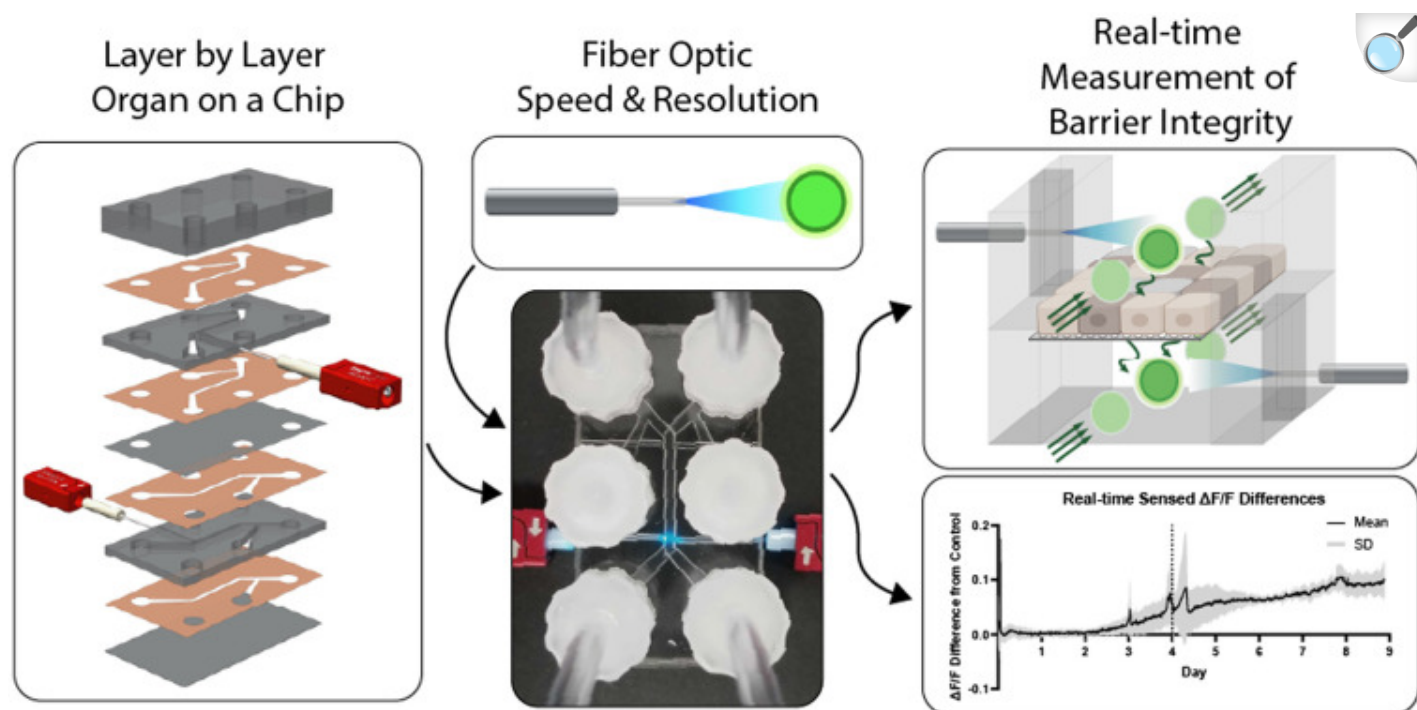 Layer by Layer
Organ on a Chip
Fiber Optic
Speed & Resolution
Real-time
Measurement of
Barrier Integrity
Real-time Sensed ΔF/F Differences
Mean
SD
ΔF/F Difference from Control
0.2
0.1
0.0
-0.1
1 2 3 4 5 6 7 8 9
Day